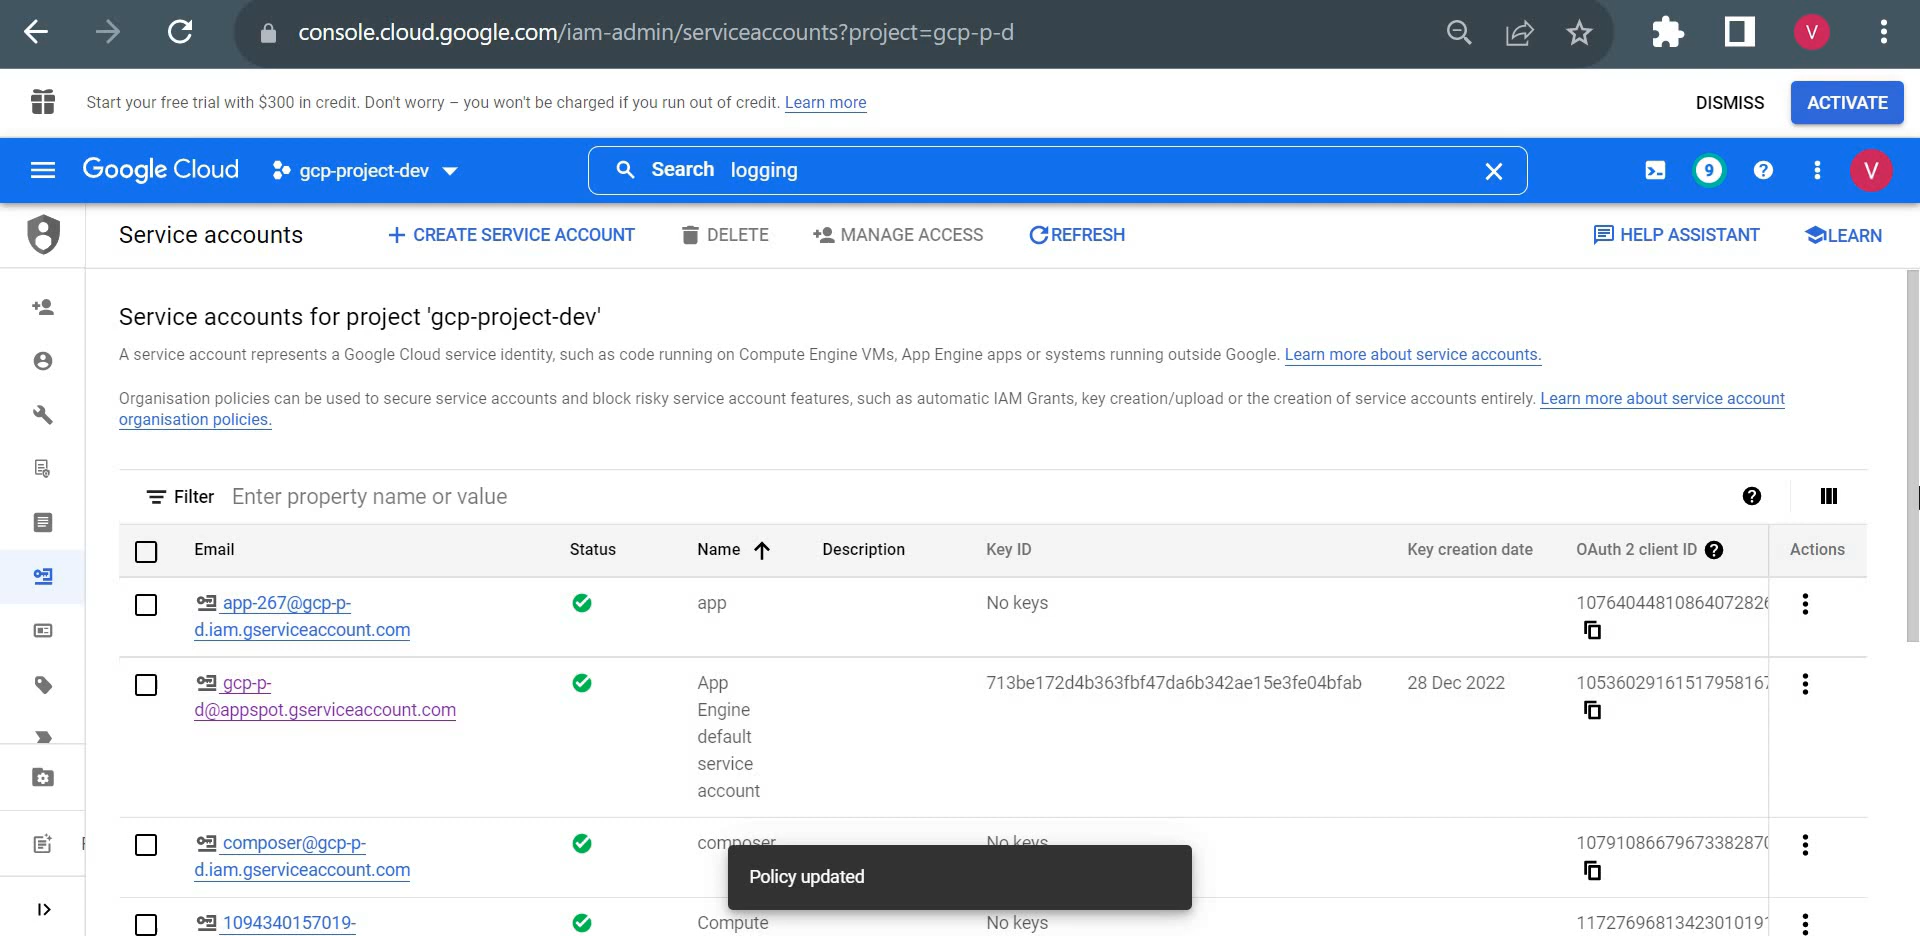 console.cloud.google.com/iam-admin/serviceaccounts?project=gcp-p-d
V
Start your free trial with $300 in credit. Don't worry – you won't be charged if you run out of credit. Learn more
DISMISS
ACTIVATE
Google Cloud
gcp-project-dev
Search logging
9
?
V
Service accounts
+ CREATE SERVICE ACCOUNT
DELETE
MANAGE ACCESS
REFRESH
HELP ASSISTANT
LEARN
Service accounts for project 'gcp-project-dev'
A service account represents a Google Cloud service identity, such as code running on Compute Engine VMs, App Engine apps or systems running outside Google. Learn more about service accounts.
Organisation policies can be used to secure service accounts and block risky service account features, such as automatic IAM Grants, key creation/upload or the creation of service accounts entirely. Learn more about service account
organisation policies.
Filter Enter property name or value
?
Email Status Name Description Key ID Key creation date OAuth 2 client ID ? Actions
app-267@gcp-p- app No keys 1076404481086407282
d.iam.gserviceaccount.com
gcp-p- App 713be172d4b363fbf47da6b342ae15e3fe04bfab 28 Dec 2022 1053602916151795816
d@appspot.gserviceaccount.com Engine
default
service
account
composer@gcp-p- composer No keys 1079108667967338287
d.iam.gserviceaccount.com
Policy updated
1094340157019- Compute No keys 1172769681342301019